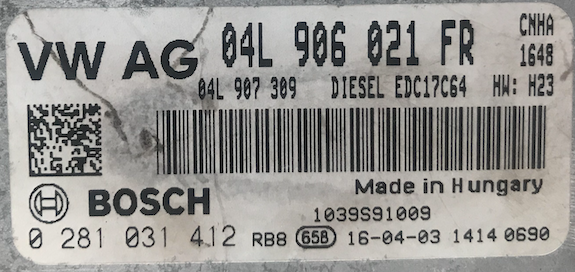 VW AG 04L 906 021 FR CNHA
1648
04L 907 309 DIESEL EDC17C64 HW: H23
Made in Hungary
BOSCH 1039S91009
0 281 031 412 RB8 65B 16-04-03 1414 0690